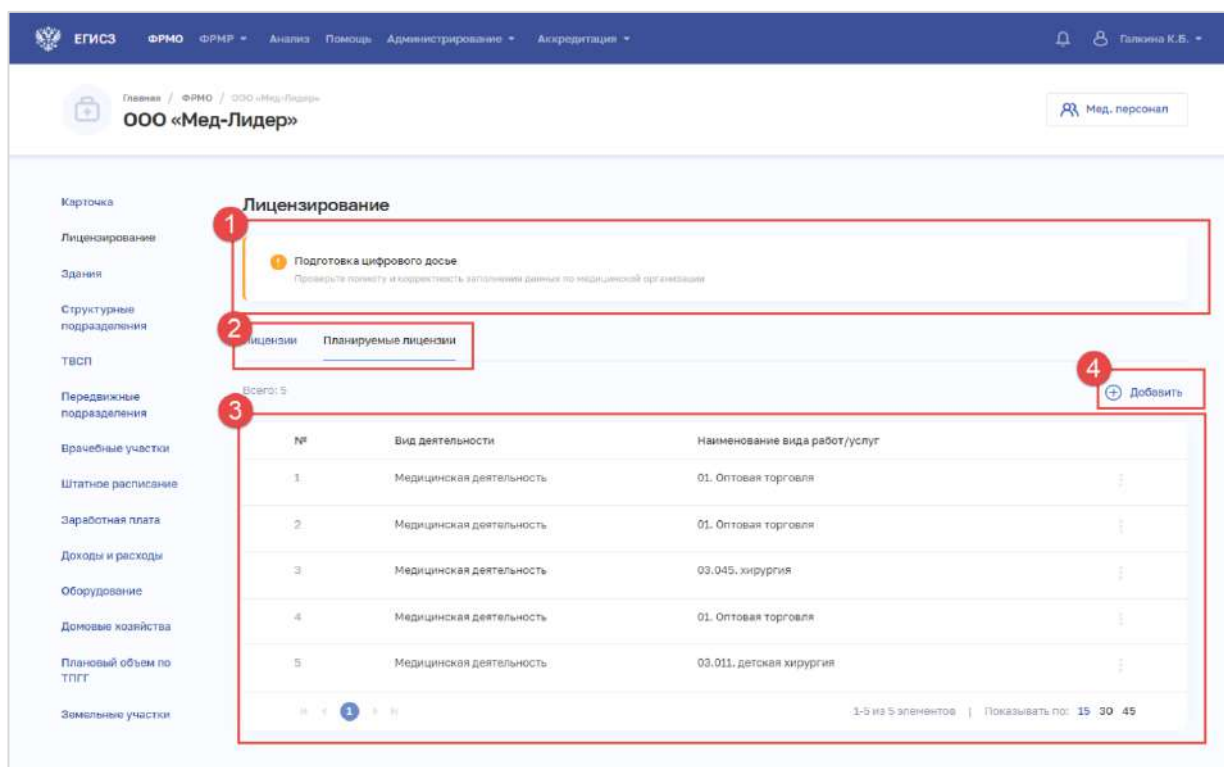 ЕГИСЗ ФРМО ФРМР Анализ Помощь Администрирование Аккредитация Галкина К.Б.
Главная / ФРМО / ООО «Мед-Лидер»
ООО «Мед-Лидер»
Мед. персонал
Карточка
Лицензирование
Здания
Структурные
подразделения
ТВСП
Передвижные
подразделения
Врачебные участки
Штатное расписание
Заработная плата
Доходы и расходы
Оборудование
Домовые хозяйства
Плановый объем по
ТПГГ
Земельные участки
Лицензирование
1
Подготовка цифрового досье
Проверьте полноту и корректность заполнения данных по медицинской организации
2
Лицензии Планируемые лицензии
4
Всего: 5 Добавить
3
№ Вид деятельности Наименование вида работ/услуг
1 Медицинская деятельность 01. Оптовая торговля
2 Медицинская деятельность 01. Оптовая торговля
3 Медицинская деятельность 03.045. хирургия
4 Медицинская деятельность 01. Оптовая торговля
5 Медицинская деятельность 03.011. детская хирургия
1 1-5 из 5 элементов | Показывать по: 15 30 45